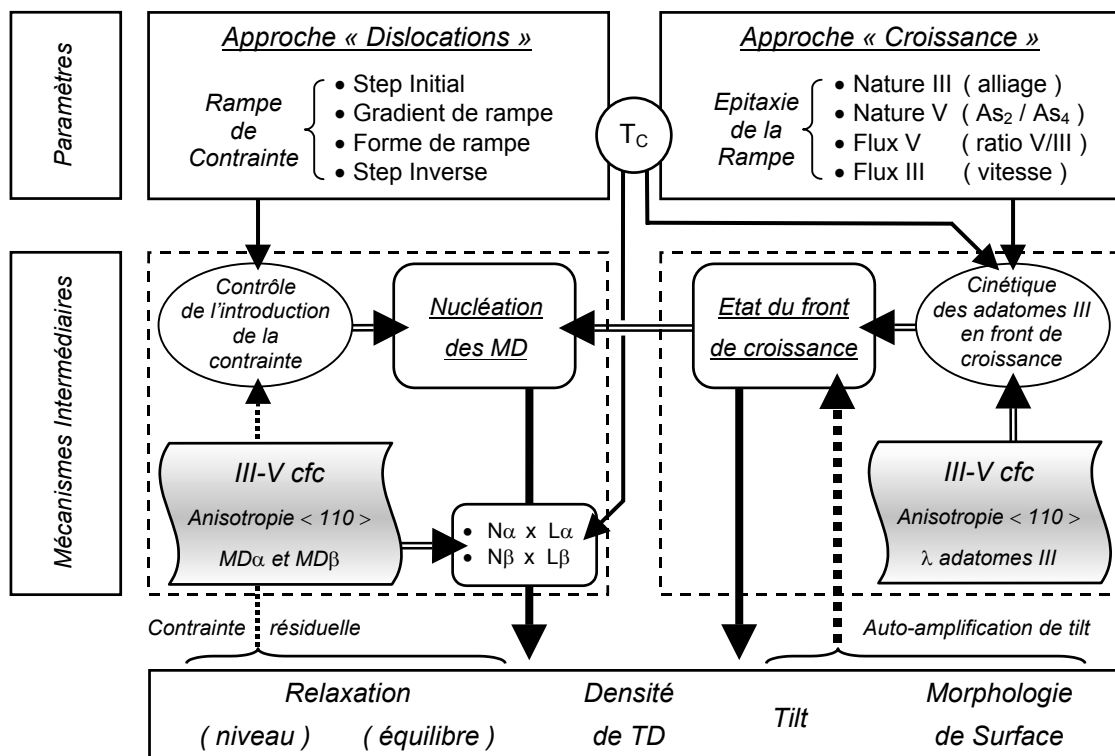 Paramètres
Approche « Dislocations »
Rampe
de
Contrainte
• Step Initial
• Gradient de rampe
• Forme de rampe
• Step Inverse
T_C
Approche « Croissance »
Epitaxie
de la
Rampe
• Nature III ( alliage )
• Nature V ( As₂ / As₄ )
• Flux V ( ratio V/III )
• Flux III ( vitesse )
Mécanismes Intermédiaires
Contrôle
de l'introduction
de la
contrainte
Nucléation
des MD
Etat du front
de croissance
Cinétique
des adatomes III
en front de
croissance
III-V cfc
Anisotropie < 110 >
MDα et MDβ
• Nα x Lα
• Nβ x Lβ
III-V cfc
Anisotropie < 110 >
λ adatomes III
Contrainte résiduelle
Auto-amplification de tilt
Relaxation
( niveau ) ( équilibre )
Densité
de TD
Tilt
Morphologie
de Surface